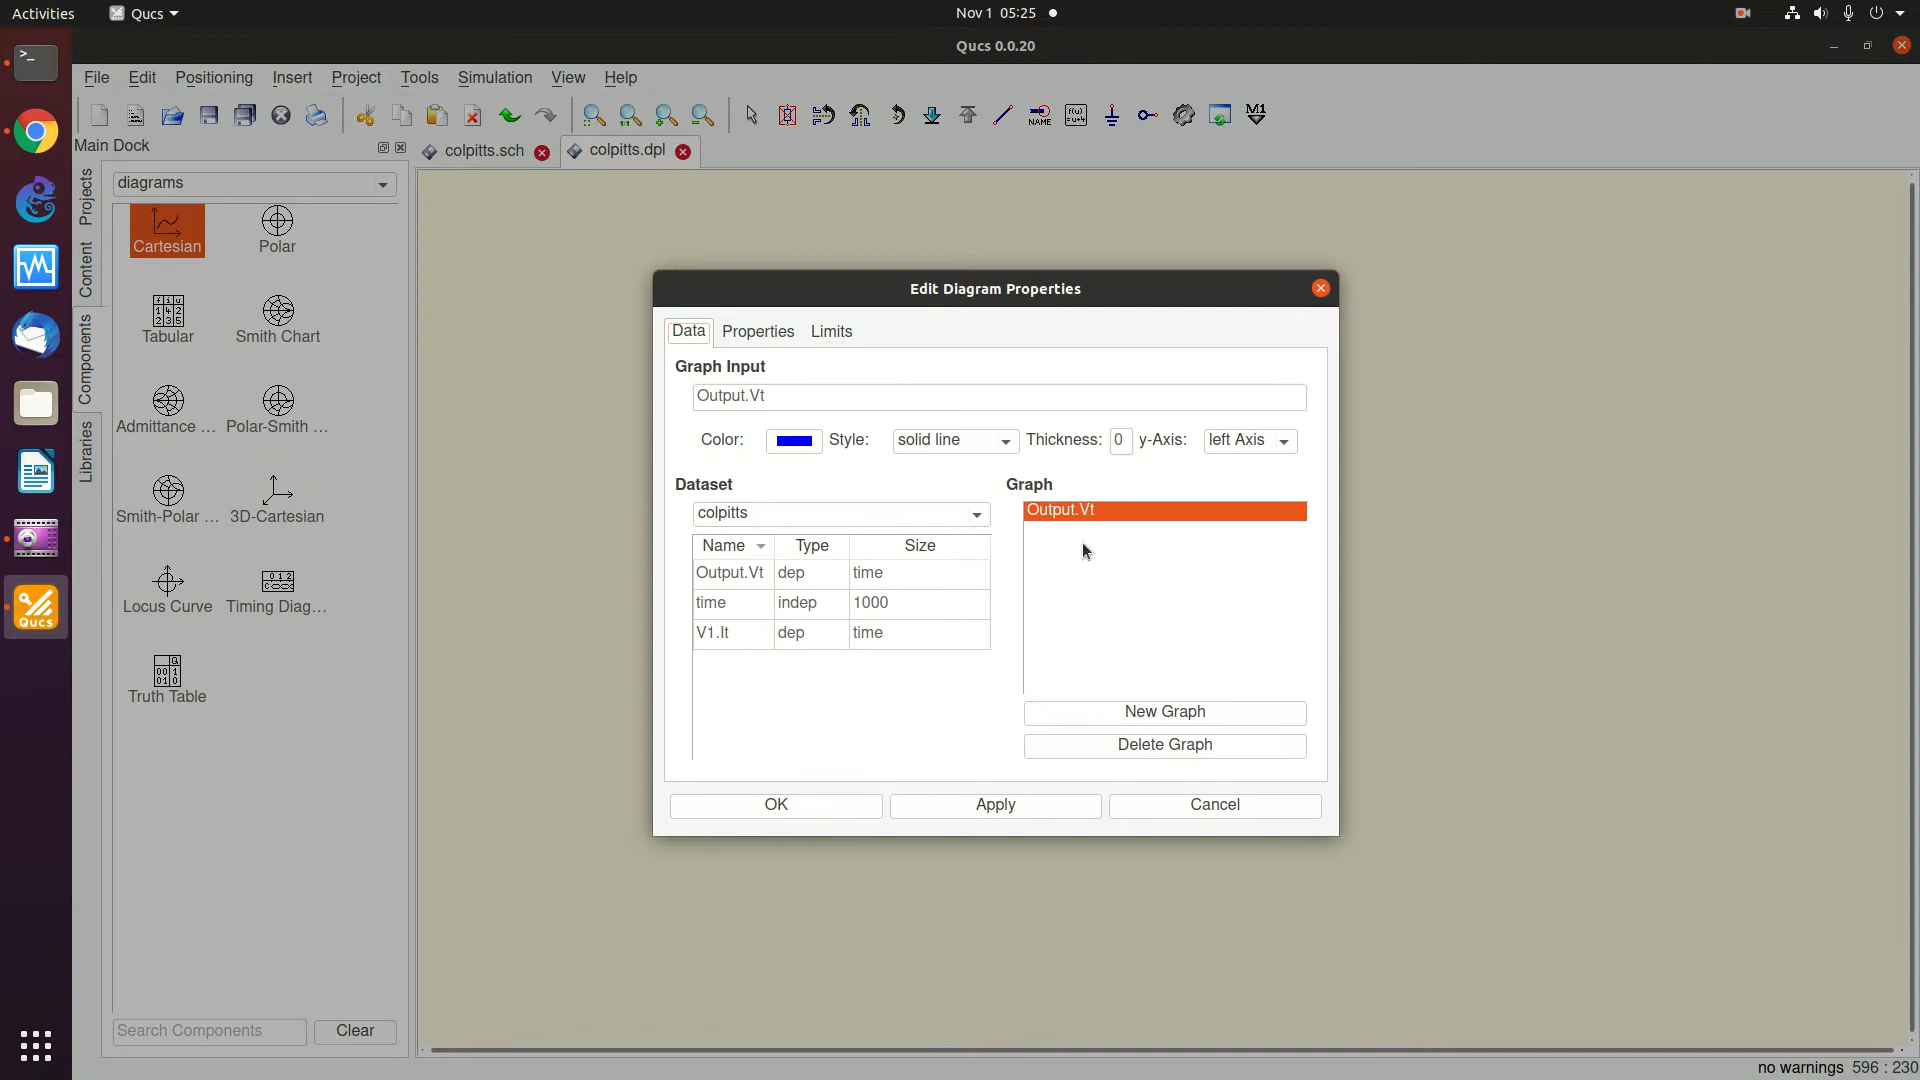 Activities Qucs Nov 1 05:25
Qucs 0.0.20
File Edit Positioning Insert Project Tools Simulation View Help
NAME M1
Main Dock
colpitts.sch colpitts.dpl
Projects
Content
Components
Libraries
diagrams
Cartesian Polar
Tabular Smith Chart
Admittance ... Polar-Smith ...
Smith-Polar ... 3D-Cartesian
Locus Curve Timing Diag...
Truth Table
Search Components Clear
Edit Diagram Properties
Data Properties Limits
Graph Input
Output.Vt
Color: Style: solid line Thickness: 0 y-Axis: left Axis
Dataset Graph
colpitts Output.Vt
Name Type Size
Output.Vt dep time
time indep 1000
V1.It dep time
New Graph
Delete Graph
OK Apply Cancel
no warnings 596 : 230